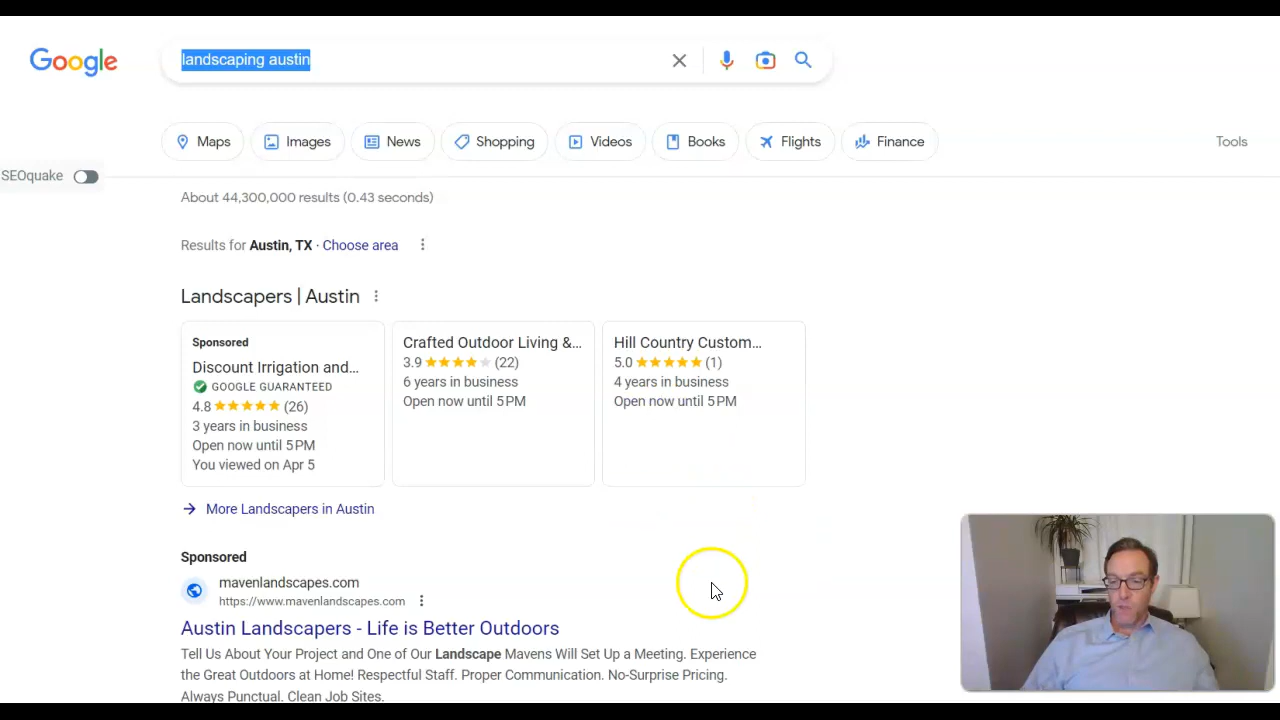 Google
landscaping austin
Maps
Images
News
Shopping
Videos
Books
Flights
Finance
Tools
SEOquake
About 44,300,000 results (0.43 seconds)
Results for Austin, TX · Choose area
Landscapers | Austin
Sponsored
Discount Irrigation and...
GOOGLE GUARANTEED
4.8 (26)
3 years in business
Open now until 5 PM
You viewed on Apr 5
Crafted Outdoor Living &...
3.9 (22)
6 years in business
Open now until 5 PM
Hill Country Custom...
5.0 (1)
4 years in business
Open now until 5 PM
More Landscapers in Austin
Sponsored
mavenlandscapes.com
https://www.mavenlandscapes.com
Austin Landscapers - Life is Better Outdoors
Tell Us About Your Project and One of Our Landscape Mavens Will Set Up a Meeting. Experience
the Great Outdoors at Home! Respectful Staff. Proper Communication. No-Surprise Pricing.
Always Punctual. Clean Job Sites.